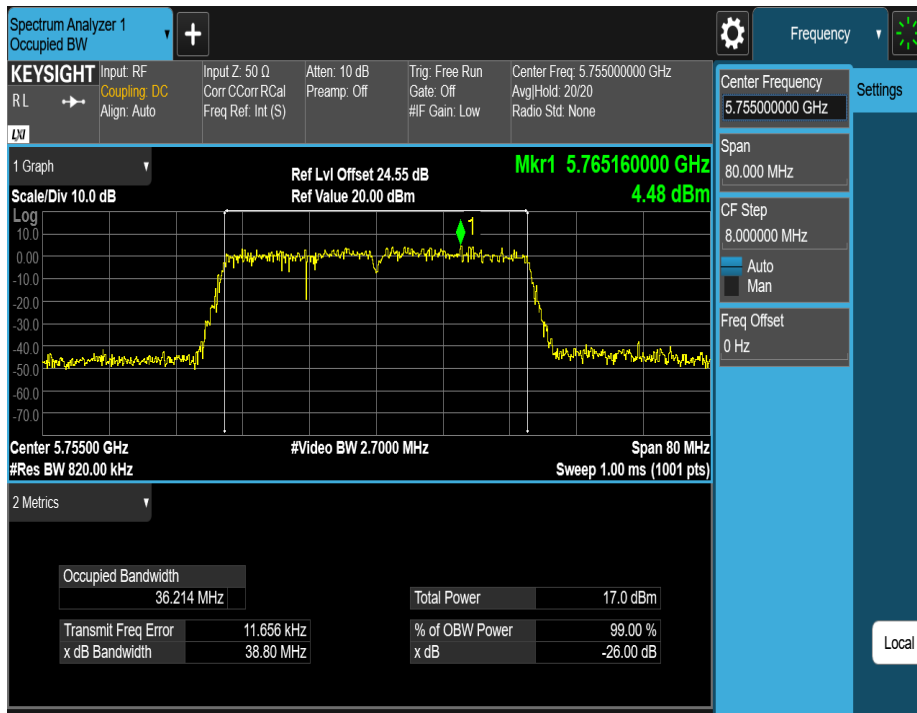 Spectrum Analyzer 1
Occupied BW
+
Frequency
KEYSIGHT
R L
LXI
Input: RF
Coupling: DC
Align: Auto
Input Z: 50 Ω
Corr CCorr RCal
Freq Ref: Int (S)
Atten: 10 dB
Preamp: Off
Trig: Free Run
Gate: Off
#IF Gain: Low
Center Freq: 5.755000000 GHz
Avg|Hold: 20/20
Radio Std: None
Center Frequency
5.755000000 GHz
Settings
Span
80.000 MHz
CF Step
8.000000 MHz
Auto
Man
Freq Offset
0 Hz
Local
1 Graph
Scale/Div 10.0 dB
Ref Lvl Offset 24.55 dB
Ref Value 20.00 dBm
Mkr1 5.765160000 GHz
4.48 dBm
Log
10.0
0.00
-10.0
-20.0
-30.0
-40.0
-50.0
-60.0
-70.0
1
Center 5.75500 GHz
#Res BW 820.00 kHz
#Video BW 2.7000 MHz
Span 80 MHz
Sweep 1.00 ms (1001 pts)
2 Metrics
Occupied Bandwidth
36.214 MHz
Total Power 17.0 dBm
Transmit Freq Error 11.656 kHz
% of OBW Power 99.00 %
x dB Bandwidth 38.80 MHz
x dB -26.00 dB